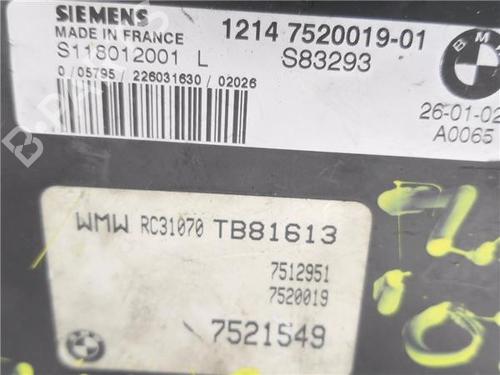 SIEMENS
MADE IN FRANCE
1214 7520019-01
S118012001 L S83293
0 / 05795 / 226031630 / 02026
BMW
26-01-02
A0065
WMW RC31070 TB81613
7512951
7520019
7521549